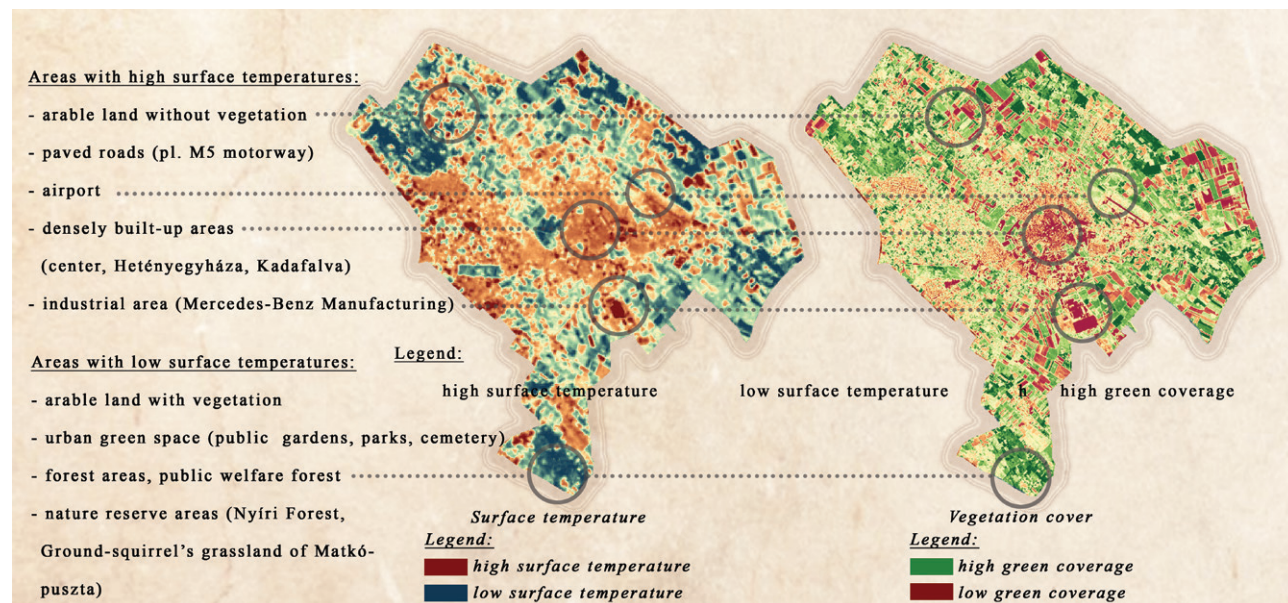 Areas with high surface temperatures:
- arable land without vegetation
- paved roads (pl. M5 motorway)
- airport
- densely built-up areas
(center, Hetényegyháza, Kadafalva)
- industrial area (Mercedes-Benz Manufacturing)
Areas with low surface temperatures:
- arable land with vegetation
- urban green space (public gardens, parks, cemetery)
- forest areas, public welfare forest
- nature reserve areas (Nyíri Forest,
Ground-squirrel's grassland of Matkó-
puszta)
Legend:
high surface temperature
low surface temperature
h
high green coverage
Surface temperature
Legend:
high surface temperature
low surface temperature
Vegetation cover
Legend:
high green coverage
low green coverage